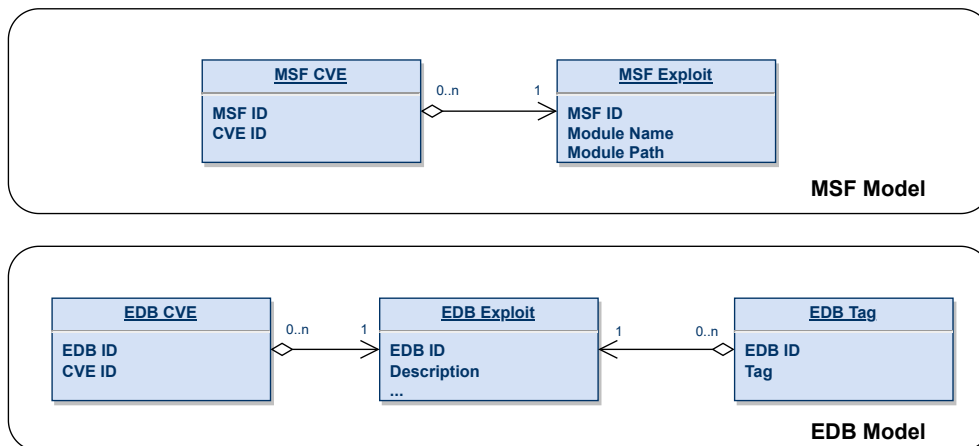 MSF CVE
MSF ID
CVE ID
0..n
1
MSF Exploit
MSF ID
Module Name
Module Path
MSF Model
EDB CVE
EDB ID
CVE ID
0..n
1
EDB Exploit
EDB ID
Description
...
1
0..n
EDB Tag
EDB ID
Tag
EDB Model